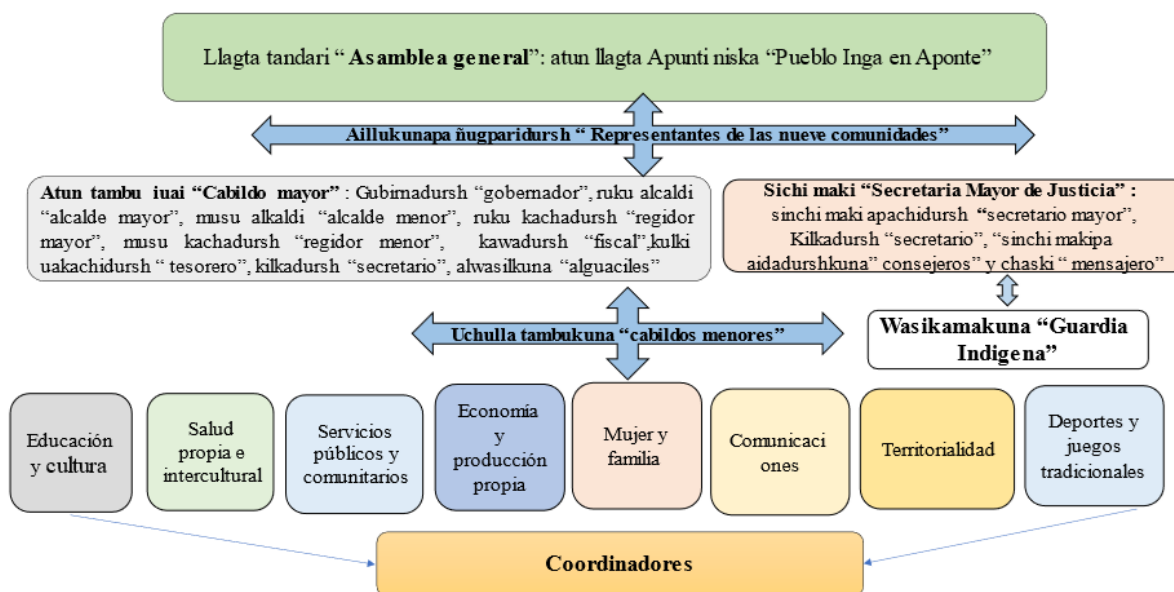 Llagta tandari “ Asamblea general”: atun llagta Apunti niska “Pueblo Inga en Aponte”
Aillukunapa ñugparidursh “ Representantes de las nueve comunidades”
Atun tambu iuai “Cabildo mayor” : Gubirnadursh “gobernador”, ruku alcaldi
“alcalde mayor”, musu alkaldi “alcalde menor”, ruku kachadursh “regidor
mayor”, musu kachadursh “regidor menor”, kawadursh “fiscal”,kulki
uakachidursh “ tesorero”, kilkadursh “secretario”, alwasilkuna “alguaciles”
Sichi maki “Secretaria Mayor de Justicia” :
sinchi maki apachidursh “secretario mayor”,
Kilkadursh “secretario”, “sinchi makipa
aidadurshkuna” consejeros” y chaski “ mensajero”
Uchulla tambukuna “cabildos menores”
Wasikamakuna “Guardia
Indigena”
Educación
y cultura
Salud
propia e
intercultural
Servicios
públicos y
comunitarios
Economía
y
producción
propia
Mujer y
familia
Comunicaci
ones
Territorialidad
Deportes y
juegos
tradicionales
Coordinadores